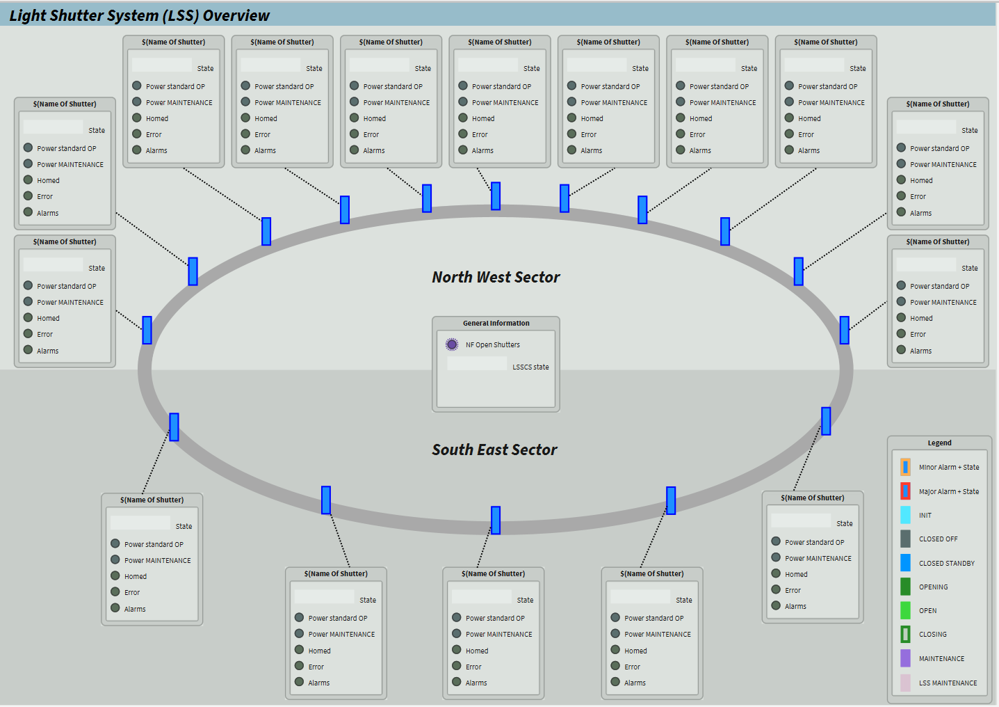 Light Shutter System (LSS) Overview
$(Name Of Shutter)
State
Power standard OP
Power MAINTENANCE
Homed
Error
Alarms
$(Name Of Shutter)
State
Power standard OP
Power MAINTENANCE
Homed
Error
Alarms
$(Name Of Shutter)
State
Power standard OP
Power MAINTENANCE
Homed
Error
Alarms
$(Name Of Shutter)
State
Power standard OP
Power MAINTENANCE
Homed
Error
Alarms
$(Name Of Shutter)
State
Power standard OP
Power MAINTENANCE
Homed
Error
Alarms
$(Name Of Shutter)
State
Power standard OP
Power MAINTENANCE
Homed
Error
Alarms
$(Name Of Shutter)
State
Power standard OP
Power MAINTENANCE
Homed
Error
Alarms
$(Name Of Shutter)
State
Power standard OP
Power MAINTENANCE
Homed
Error
Alarms
$(Name Of Shutter)
State
Power standard OP
Power MAINTENANCE
Homed
Error
Alarms
$(Name Of Shutter)
State
Power standard OP
Power MAINTENANCE
Homed
Error
Alarms
$(Name Of Shutter)
State
Power standard OP
Power MAINTENANCE
Homed
Error
Alarms
North West Sector
General Information
NF Open Shutters
LSSCS state
South East Sector
$(Name Of Shutter)
State
Power standard OP
Power MAINTENANCE
Homed
Error
Alarms
$(Name Of Shutter)
State
Power standard OP
Power MAINTENANCE
Homed
Error
Alarms
$(Name Of Shutter)
State
Power standard OP
Power MAINTENANCE
Homed
Error
Alarms
$(Name Of Shutter)
State
Power standard OP
Power MAINTENANCE
Homed
Error
Alarms
$(Name Of Shutter)
State
Power standard OP
Power MAINTENANCE
Homed
Error
Alarms
Legend
Minor Alarm + State
Major Alarm + State
INIT
CLOSED OFF
CLOSED STANDBY
OPENING
OPEN
CLOSING
MAINTENANCE
LSS MAINTENANCE